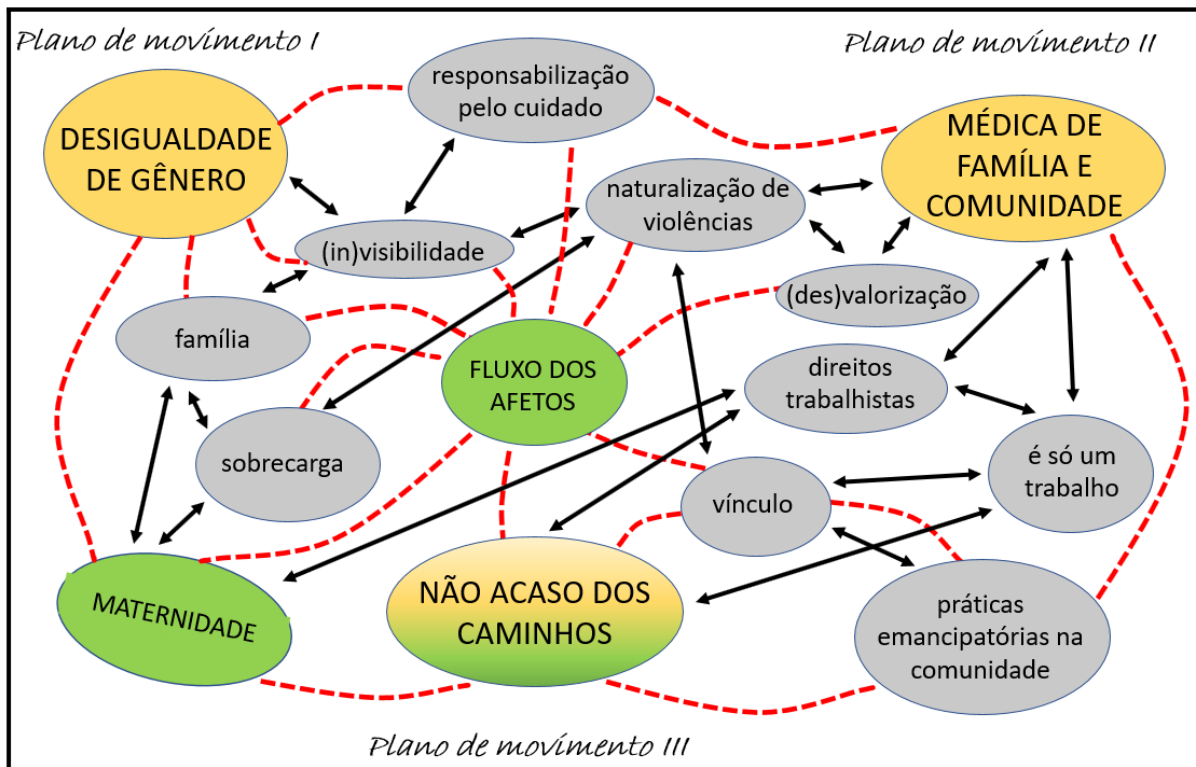 Plano de movimento I
Plano de movimento II
responsabilização
pelo cuidado
DESIGUALDADE
DE GÊNERO
MÉDICA DE
FAMÍLIA E
COMUNIDADE
naturalização de
violências
(in)visibilidade
(des)valorização
família
FLUXO DOS
AFETOS
direitos
trabalhistas
sobrecarga
é só um
trabalho
vínculo
MATERNIDADE
NÃO ACASO DOS
CAMINHOS
práticas
emancipatórias na
comunidade
Plano de movimento III